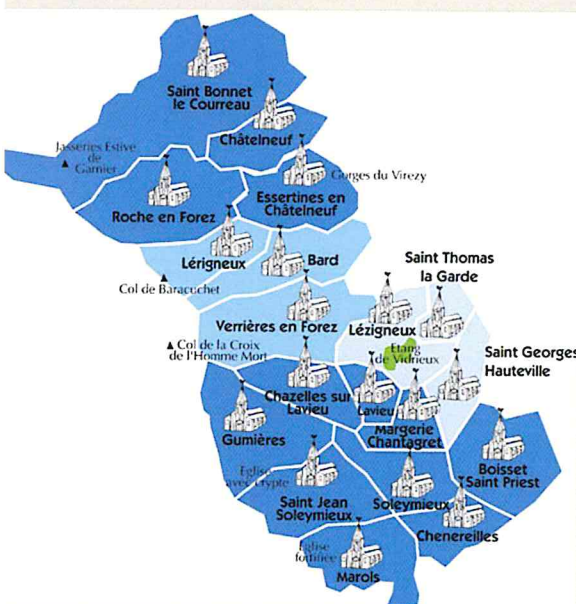 Saint Bonnet
le Courreau
Châtelneuf
Jasseries Estive
de
Garnier
Gorges du Virezy
Essertines en
Châtelneuf
Roche en Forez
Lérigneux
Bard
Saint Thomas
la Garde
Col de Baracuchet
Verrières en Forez
Lézigneux
Col de la Croix
de l'Homme Mort
Etang
de Vidrieux
Saint Georges
Hauteville
Chazelles sur
Lavieu
Lavieu
Gumières
Margerie
Chantagret
Boisset
Saint Priest
Eglise
avec crypte
Saint Jean
Soleymieux
Soleymieux
Chenereilles
Eglise
fortifiée
Marols